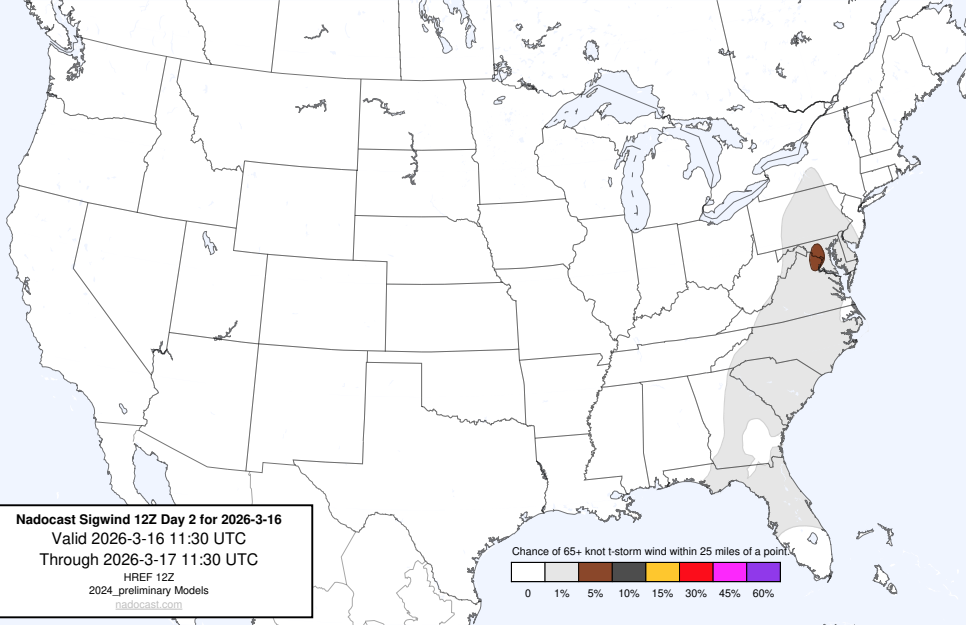 Nadocast Sigwind 12Z Day 2 for 2026-3-16
Valid 2026-3-16 11:30 UTC
Through 2026-3-17 11:30 UTC
HREF 12Z
2024_preliminary Models
nadocast.com
Chance of 65+ knot t-storm wind within 25 miles of a point.
0 1% 5% 10% 15% 30% 45% 60%